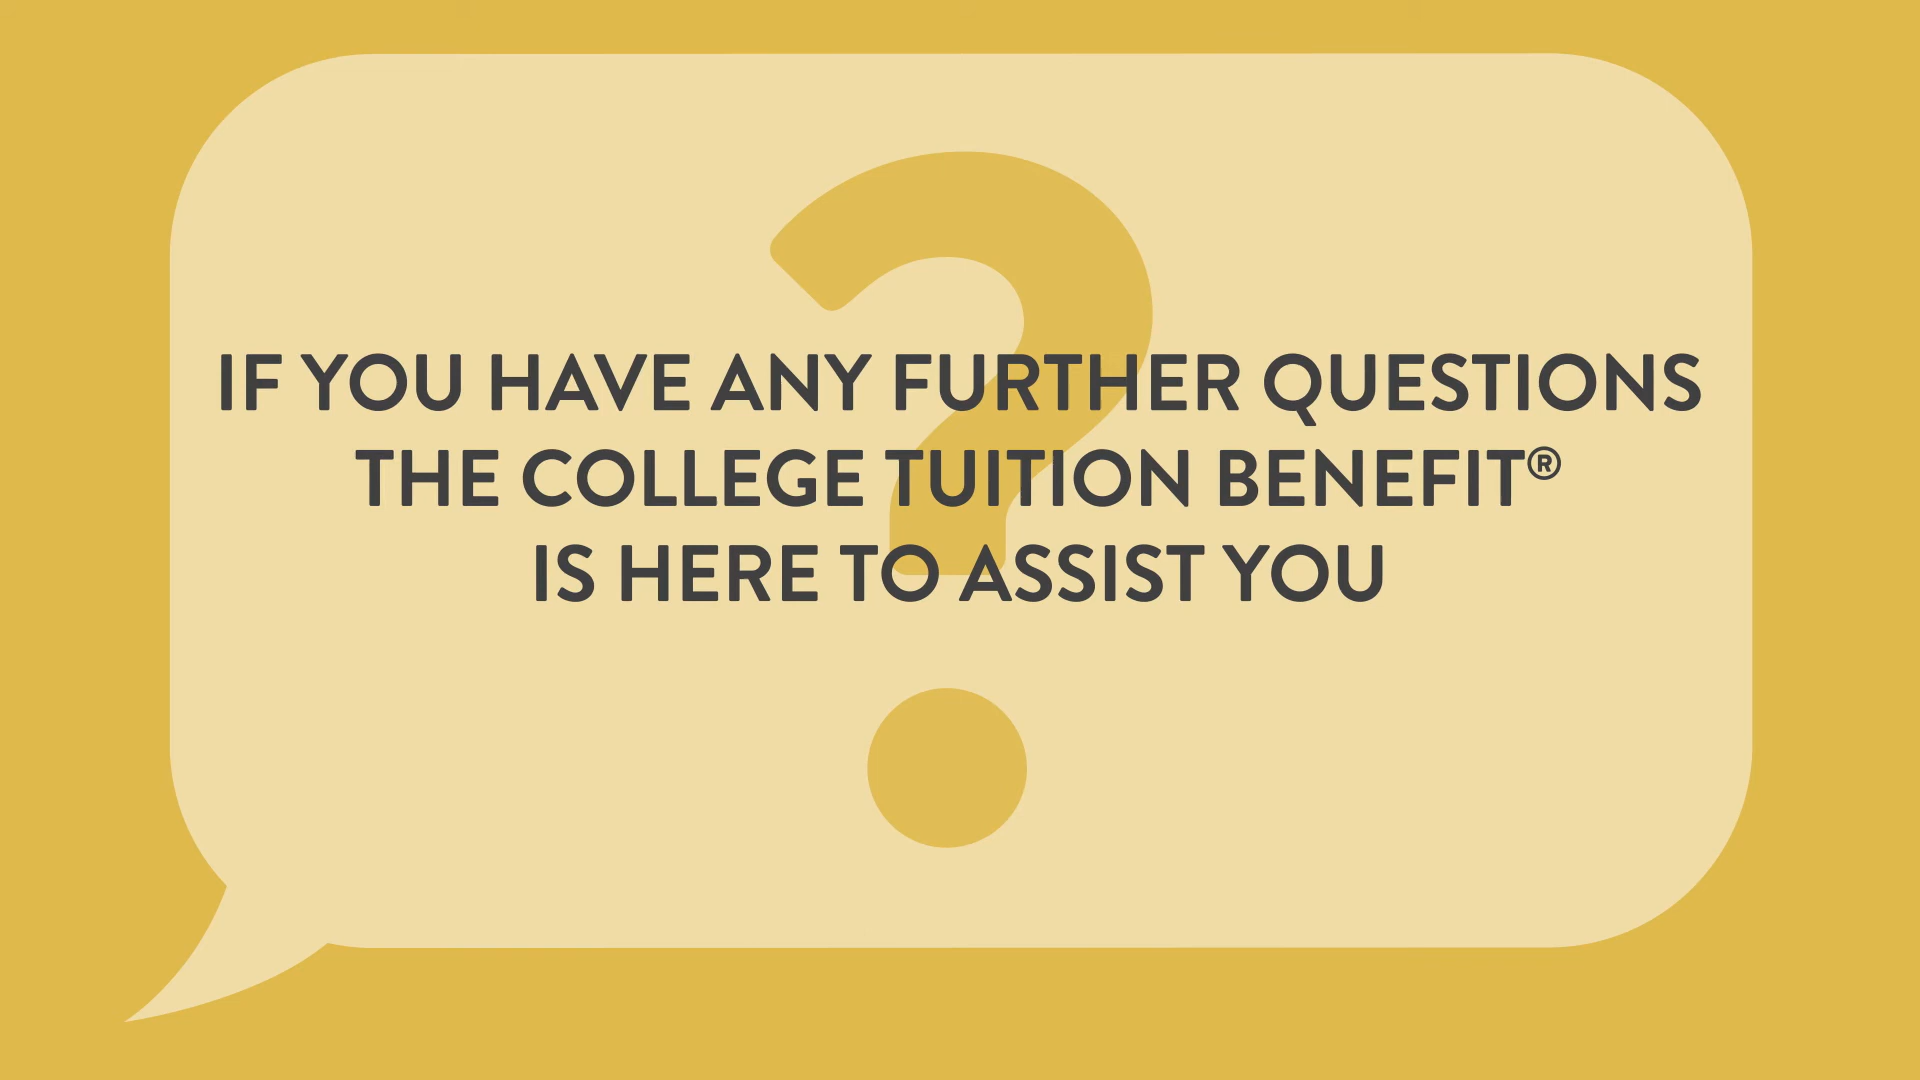 IF YOU HAVE ANY FURTHER QUESTIONS
THE COLLEGE TUITION BENEFIT®
IS HERE TO ASSIST YOU
?